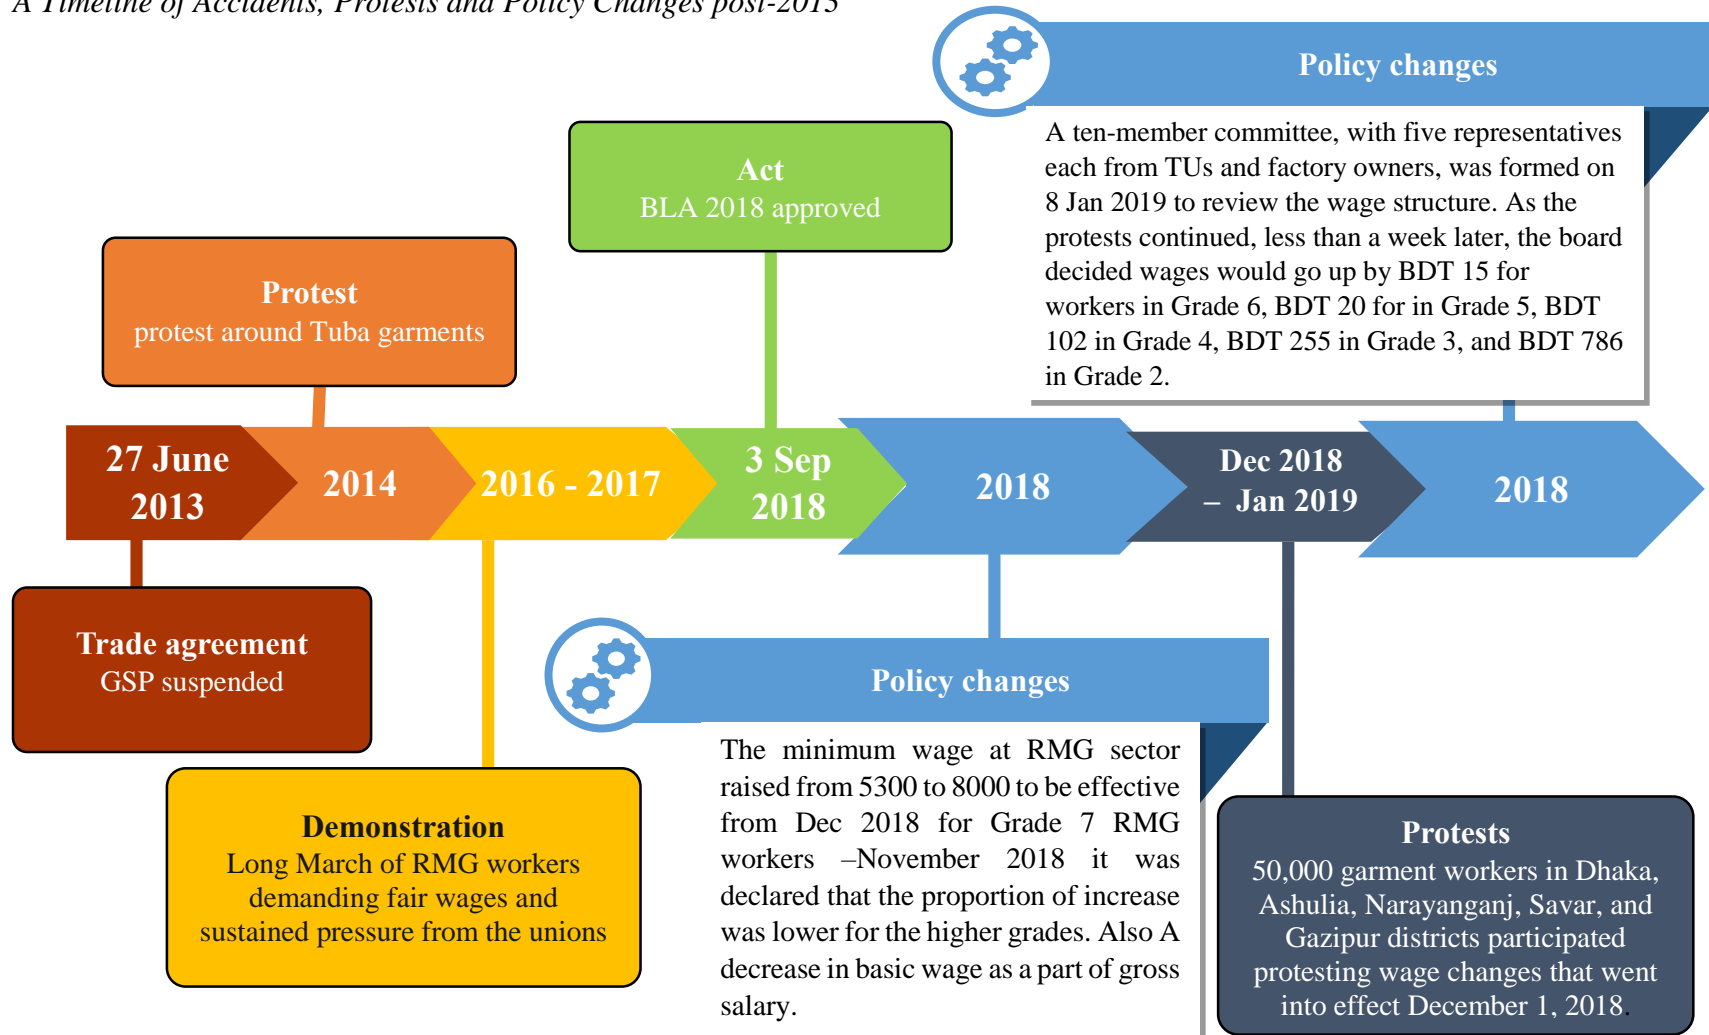 A Timeline of Accidents, Protests and Policy Changes post-2013
Policy changes
A ten-member committee, with five representatives
each from TUs and factory owners, was formed on
8 Jan 2019 to review the wage structure. As the
protests continued, less than a week later, the board
decided wages would go up by BDT 15 for
workers in Grade 6, BDT 20 for in Grade 5, BDT
102 in Grade 4, BDT 255 in Grade 3, and BDT 786
in Grade 2.
Act
BLA 2018 approved
Protest
protest around Tuba garments
27 June
2013
2014
2016 - 2017
3 Sep
2018
2018
Dec 2018
– Jan 2019
2018
Trade agreement
GSP suspended
Demonstration
Long March of RMG workers
demanding fair wages and
sustained pressure from the unions
Policy changes
The minimum wage at RMG sector
raised from 5300 to 8000 to be effective
from Dec 2018 for Grade 7 RMG
workers –November 2018 it was
declared that the proportion of increase
was lower for the higher grades. Also A
decrease in basic wage as a part of gross
salary.
Protests
50,000 garment workers in Dhaka,
Ashulia, Narayanganj, Savar, and
Gazipur districts participated
protesting wage changes that went
into effect December 1, 2018.